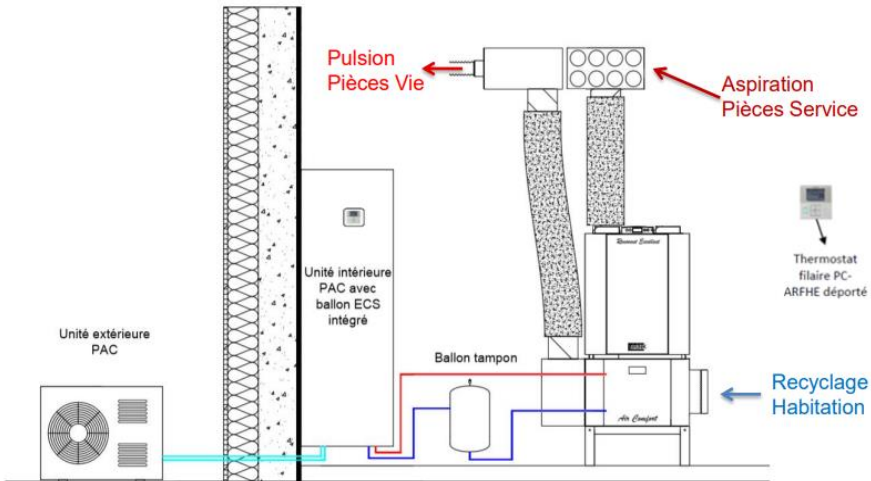 Pulsion
Pièces Vie
Aspiration
Pièces Service
Unité intérieure
PAC avec
ballon ECS
intégré
Thermostat
filaire PC-
ARFHE déporté
Unité extérieure
PAC
Ballon tampon
Recyclage
Habitation
Air Comfort